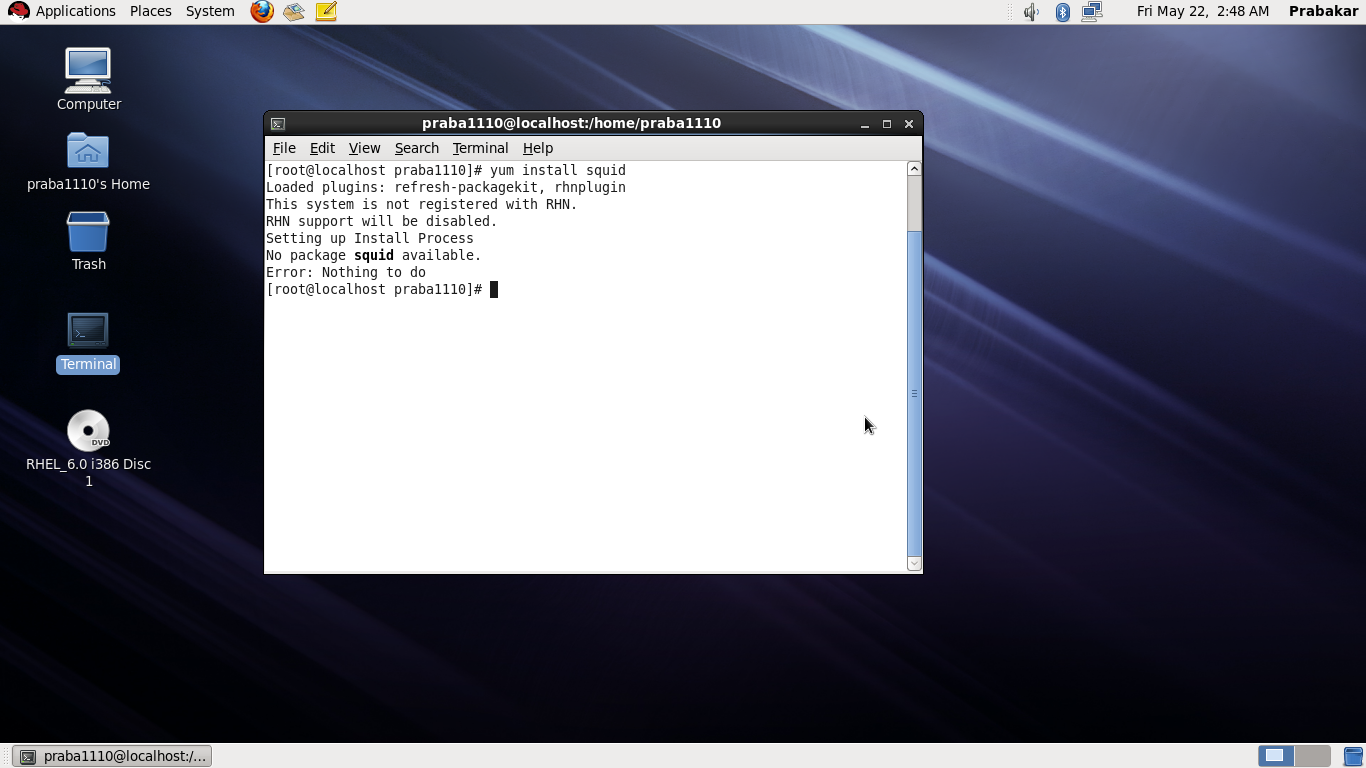 Applications Places System Fri May 22, 2:48 AM Prabakar
Computer
praba1110's Home
Trash
Terminal
DVD
RHEL_6.0 i386 Disc
1
praba1110@localhost:/home/praba1110
File Edit View Search Terminal Help
[root@localhost praba1110]# yum install squid
Loaded plugins: refresh-packagekit, rhnplugin
This system is not registered with RHN.
RHN support will be disabled.
Setting up Install Process
No package squid available.
Error: Nothing to do
[root@localhost praba1110]#
praba1110@localhost:/...